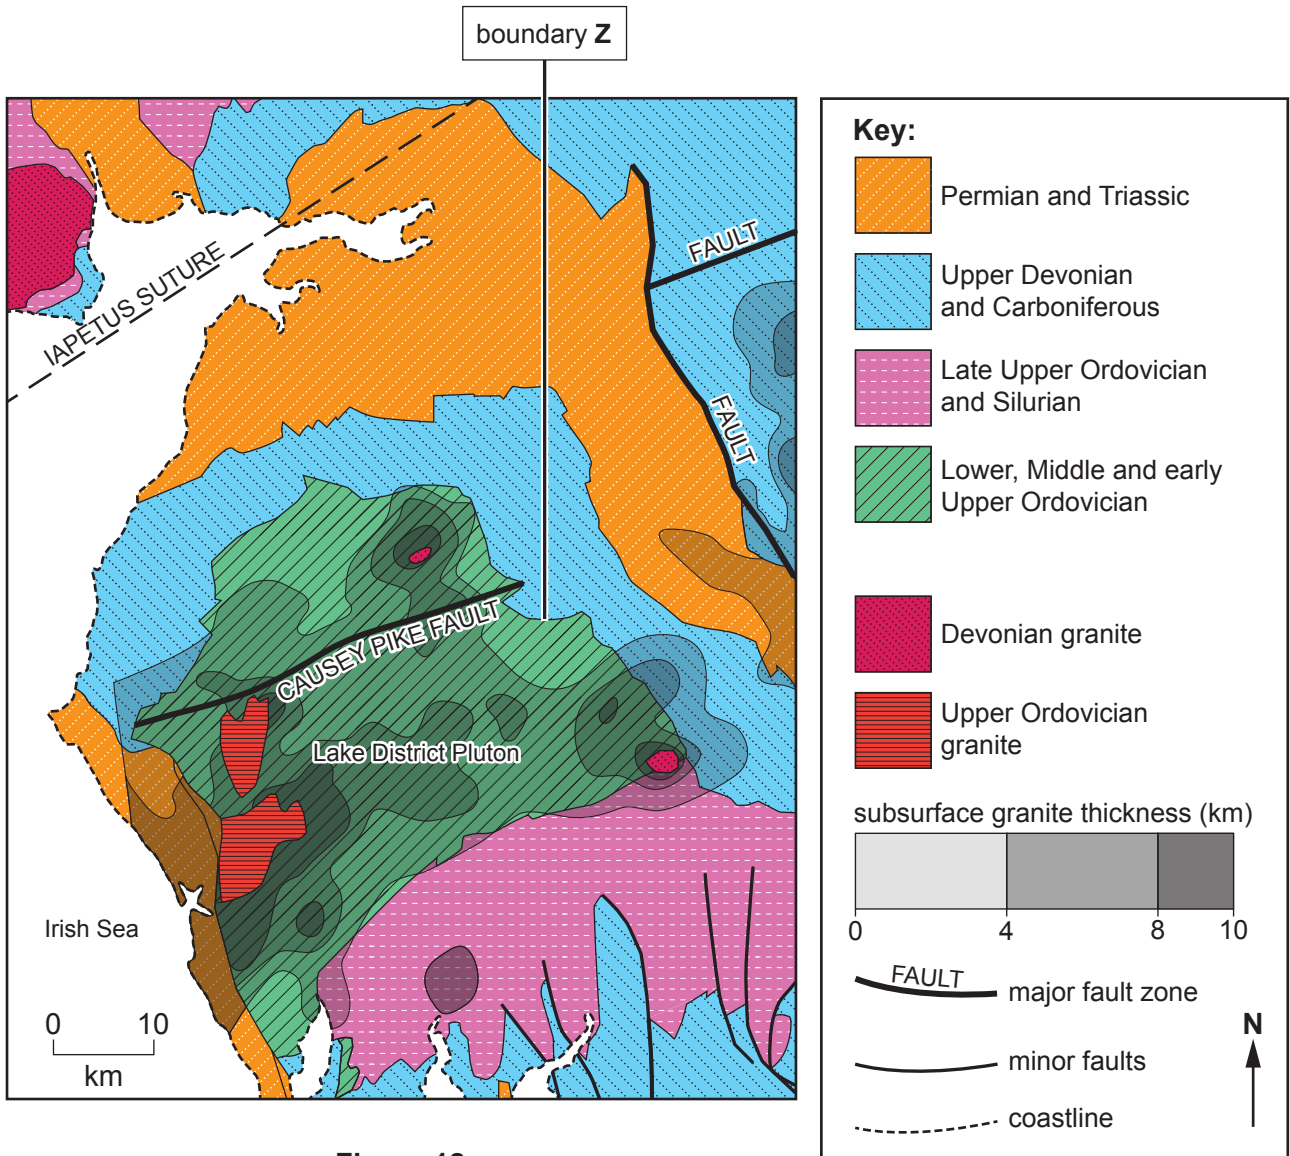 boundary Z
IAPETUS SUTURE
FAULT
FAULT
CAUSEY PIKE FAULT
Lake District Pluton
Irish Sea
0 10
km
Key:
Permian and Triassic
Upper Devonian
and Carboniferous
Late Upper Ordovician
and Silurian
Lower, Middle and early
Upper Ordovician
Devonian granite
Upper Ordovician
granite
subsurface granite thickness (km)
0 4 8 10
FAULT
major fault zone
N
minor faults
coastline